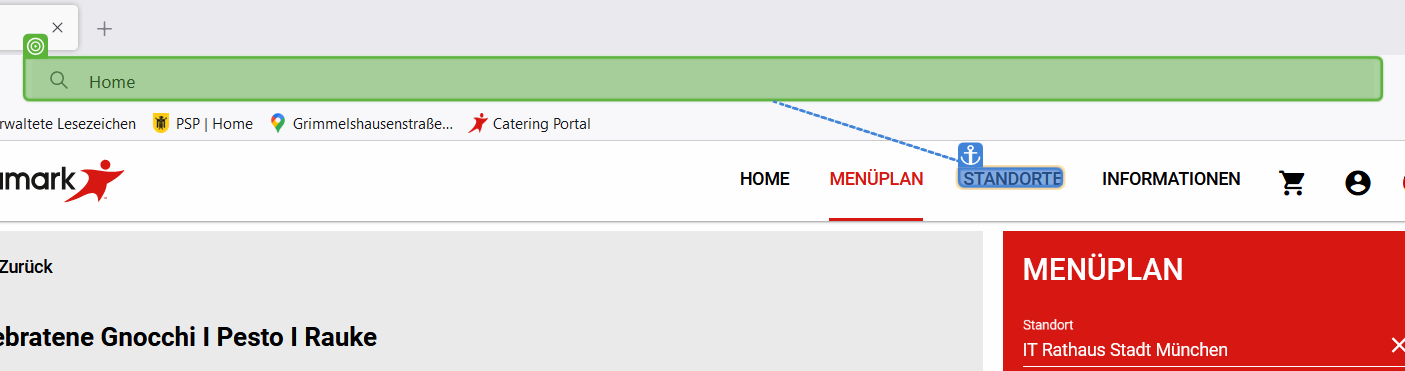 Home
rwaltete Lesezeichen PSP | Home Grimmelshausenstraße... Catering Portal
amark HOME MENÜPLAN STANDORTE INFORMATIONEN
Zurück
MENÜPLAN
ebratene Gnocchi I Pesto I Rauke
Standort
IT Rathaus Stadt München